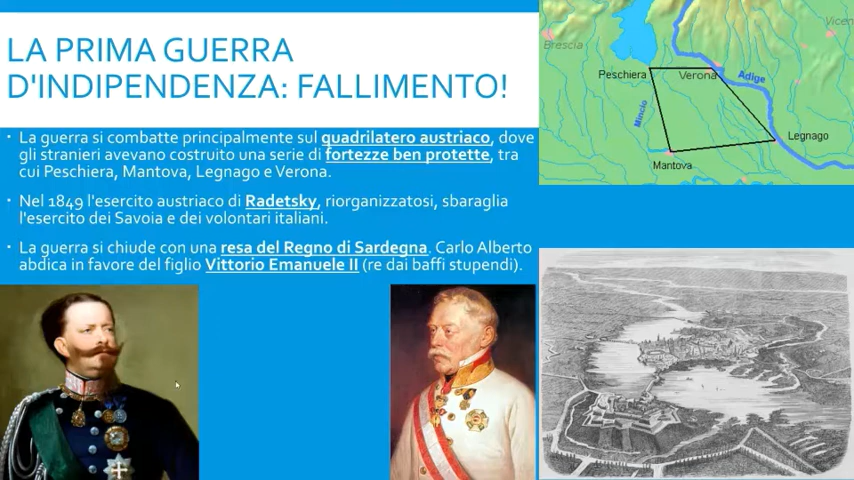 LA PRIMA GUERRA
D'INDIPENDENZA: FALLIMENTO!
La guerra si combatte principalmente sul quadrilatero austriaco, dove
gli stranieri avevano costruito una serie di fortezze ben protette, tra
cui Peschiera, Mantova, Legnago e Verona.
Nel 1849 l'esercito austriaco di Radetsky, riorganizzatosi, sbaraglia
l'esercito dei Savoia e dei volontari italiani.
La guerra si chiude con una resa del Regno di Sardegna. Carlo Alberto
abdica in favore del figlio Vittorio Emanuele II (re dai baffi stupendi).
Brescia
Peschiera
Verona
Adige
Mincio
Legnago
Mantova